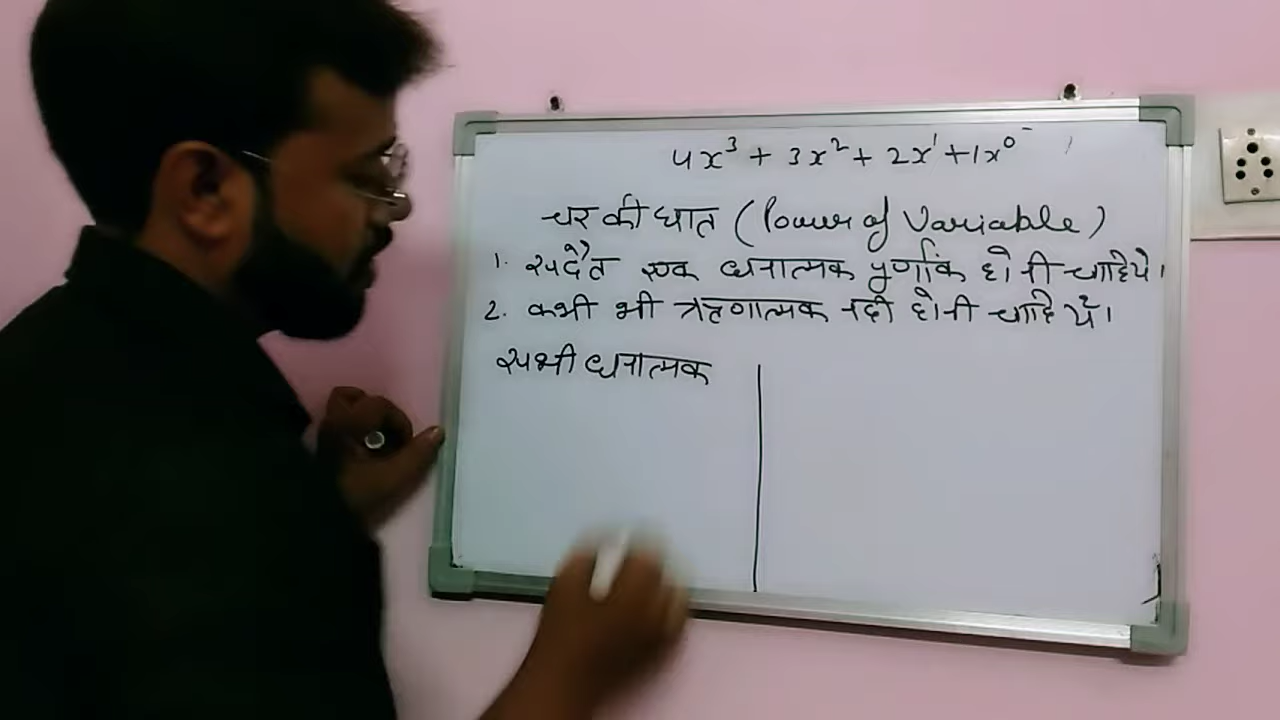 4x³ + 3x² + 2x¹ + 1x⁰
चर की घात (Power of Variable)
1. सदैव एक धनात्मक पुर्णांक होनी चाहिये।
2. कभी भी ऋणात्मक नही होनी चाहिये।
सभी धनात्मक